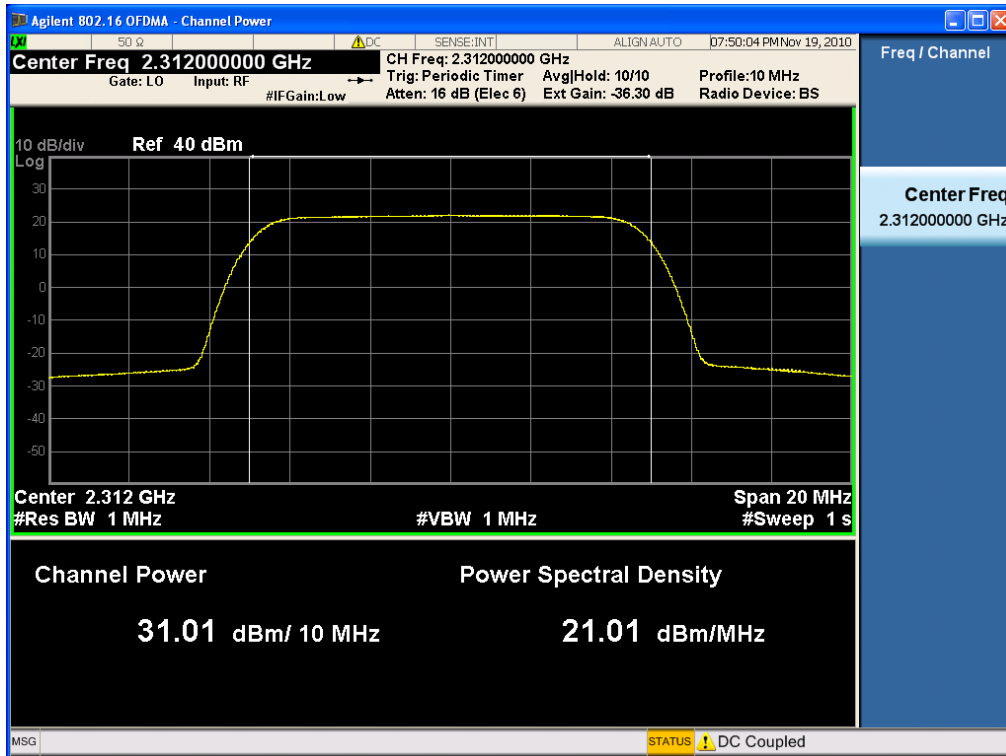 Agilent 802.16 OFDMA - Channel Power
LXI 50 Ω DC SENSE:INT ALIGN AUTO 07:50:04 PM Nov 19, 2010
Center Freq 2.312000000 GHz
Gate: LO Input: RF
#IFGain:Low
CH Freq: 2.312000000 GHz
Trig: Periodic Timer Avg|Hold: 10/10 Profile:10 MHz
Atten: 16 dB (Elec 6) Ext Gain: -36.30 dB Radio Device: BS
Freq / Channel
Center Freq
2.312000000 GHz
10 dB/div Ref 40 dBm
Log
30
20
10
0
-10
-20
-30
-40
-50
Center 2.312 GHz Span 20 MHz
#Res BW 1 MHz #VBW 1 MHz #Sweep 1 s
Channel Power Power Spectral Density
31.01 dBm/ 10 MHz 21.01 dBm/MHz
MSG STATUS DC Coupled